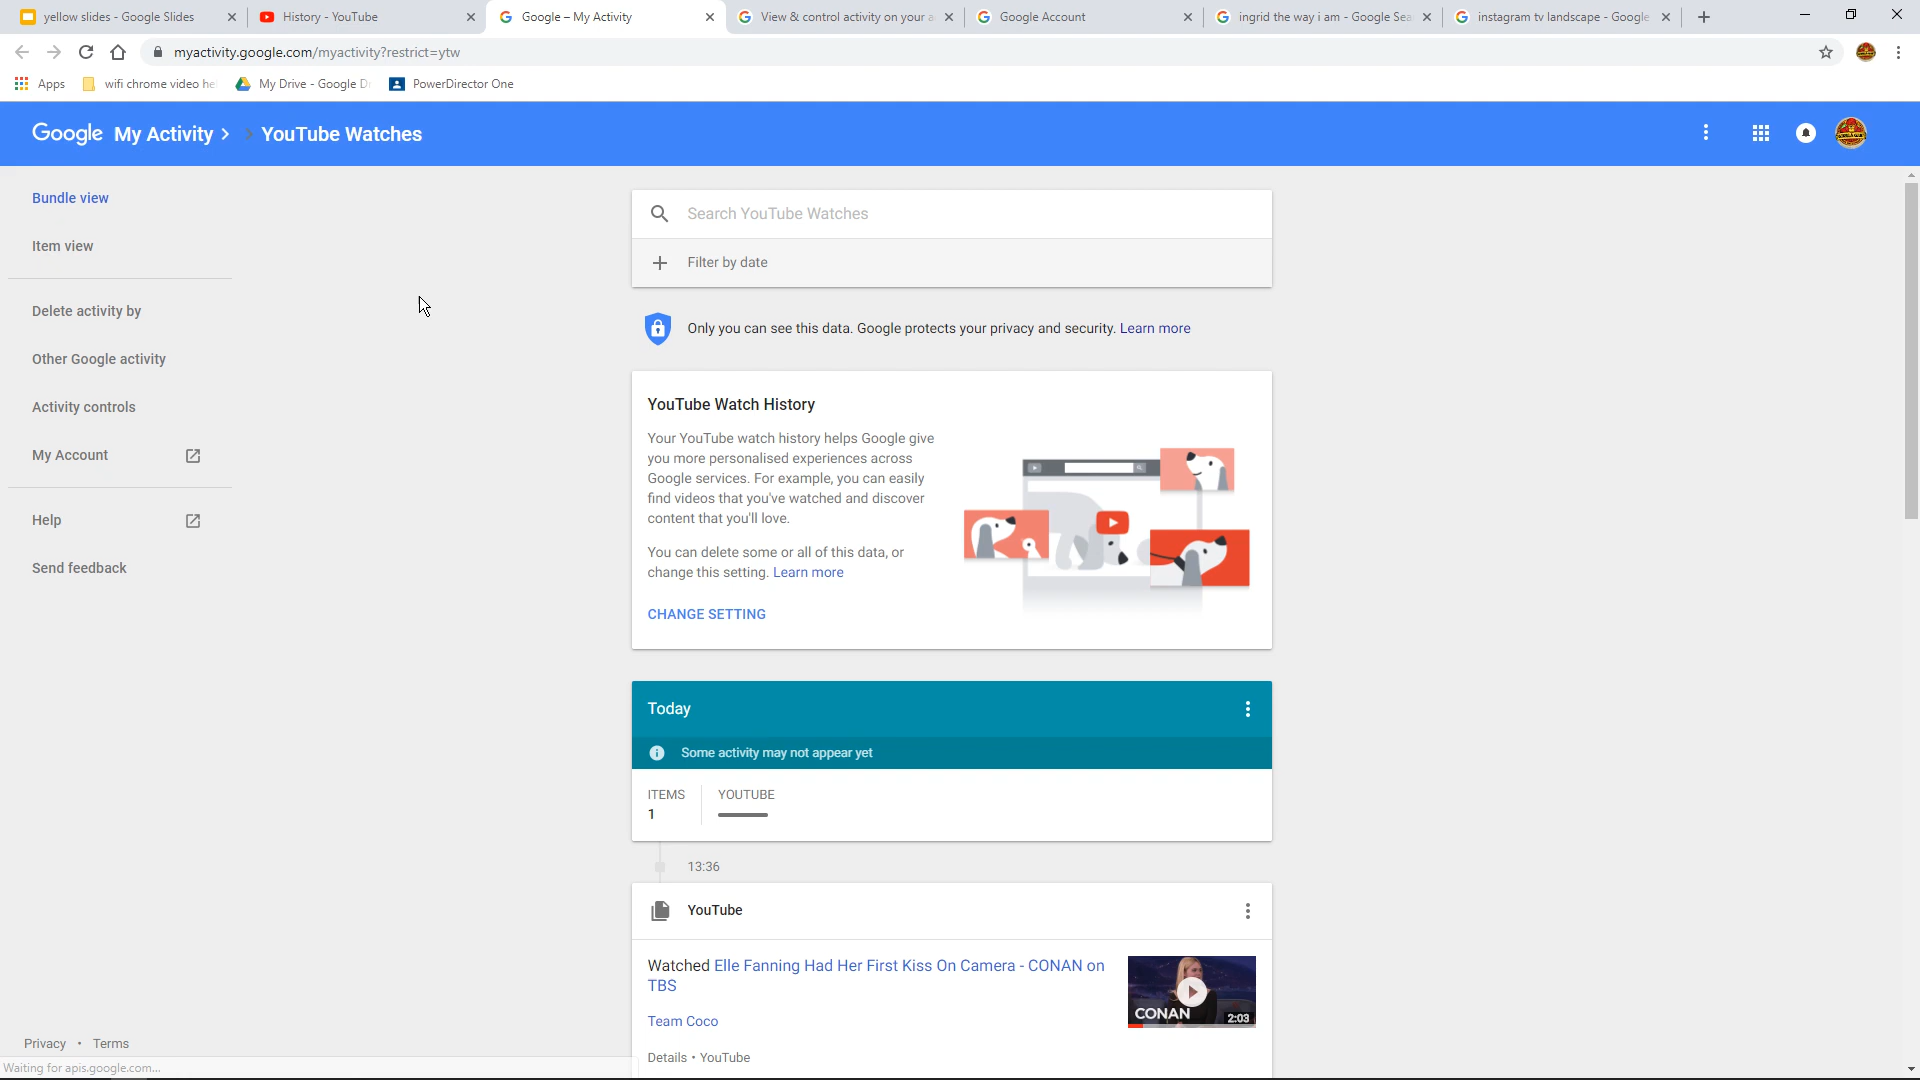 yellow slides - Google Slides
History - YouTube
Google – My Activity
View & control activity on your a
Google Account
ingrid the way i am - Google Sea
instagram tv landscape - Google
myactivity.google.com/myactivity?restrict=ytw
Apps
wifi chrome video he
My Drive - Google D
PowerDirector One
Google My Activity > > YouTube Watches
Bundle view
Item view
Delete activity by
Other Google activity
Activity controls
My Account
Help
Send feedback
Search YouTube Watches
Filter by date
Only you can see this data. Google protects your privacy and security. Learn more
YouTube Watch History
Your YouTube watch history helps Google give
you more personalised experiences across
Google services. For example, you can easily
find videos that you've watched and discover
content that you'll love.
You can delete some or all of this data, or
change this setting. Learn more
CHANGE SETTING
Today
Some activity may not appear yet
ITEMS
1
YOUTUBE
13:36
YouTube
Watched Elle Fanning Had Her First Kiss On Camera - CONAN on
TBS
Team Coco
Details • YouTube
CONAN
2:03
Privacy • Terms
Waiting for apis.google.com...